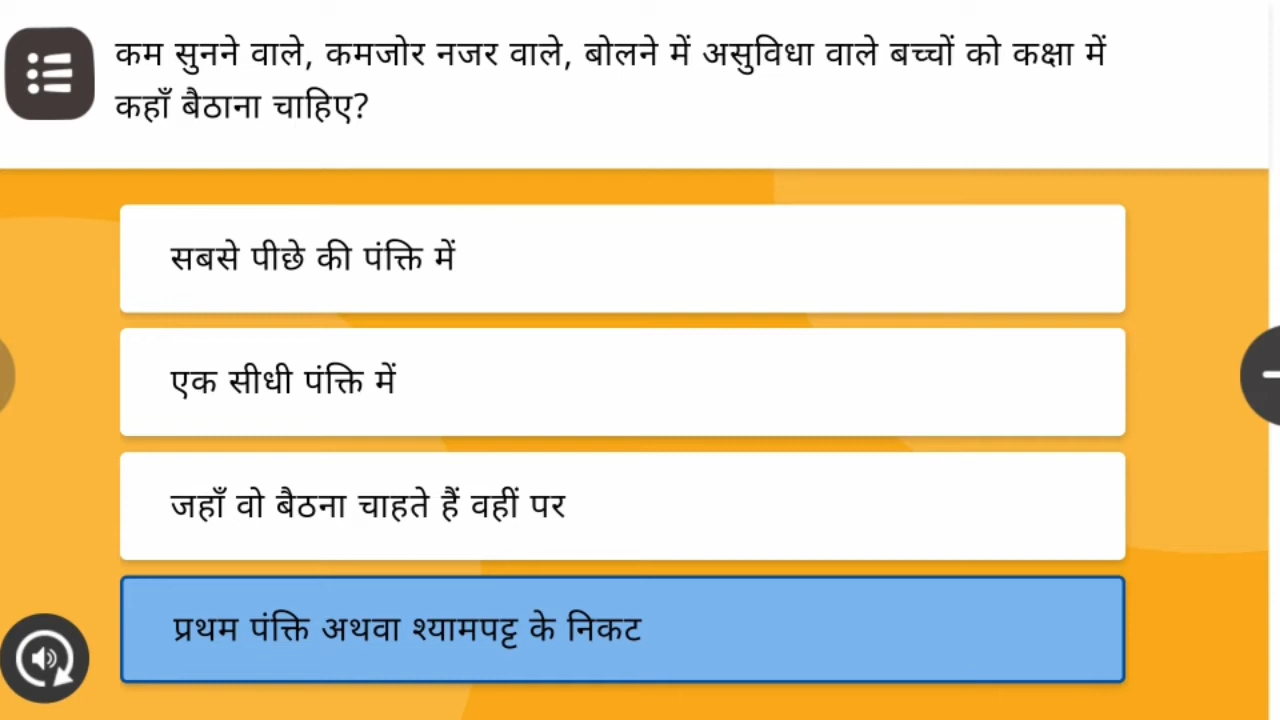 कम सुनने वाले, कमजोर नजर वाले, बोलने में असुविधा वाले बच्चों को कक्षा में
कहाँ बैठाना चाहिए?
सबसे पीछे की पंक्ति में
एक सीधी पंक्ति में
जहाँ वो बैठना चाहते हैं वहीं पर
प्रथम पंक्ति अथवा श्यामपट्ट के निकट